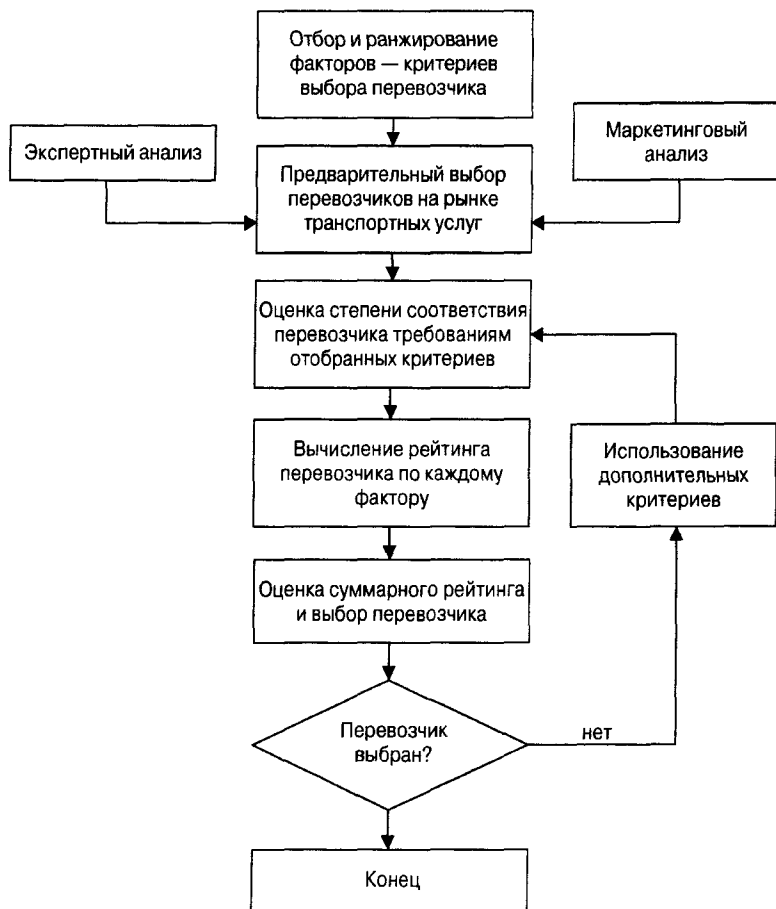 Отбор и ранжирование
факторов — критериев
выбора перевозчика
Экспертный анализ
Маркетинговый
анализ
Предварительный выбор
перевозчиков на рынке
транспортных услуг
Оценка степени соответствия
перевозчика требованиям
отобранных критериев
Вычисление рейтинга
перевозчика по каждому
фактору
Использование
дополнительных
критериев
Оценка суммарного рейтинга
и выбор перевозчика
Перевозчик
выбран?
нет
Конец